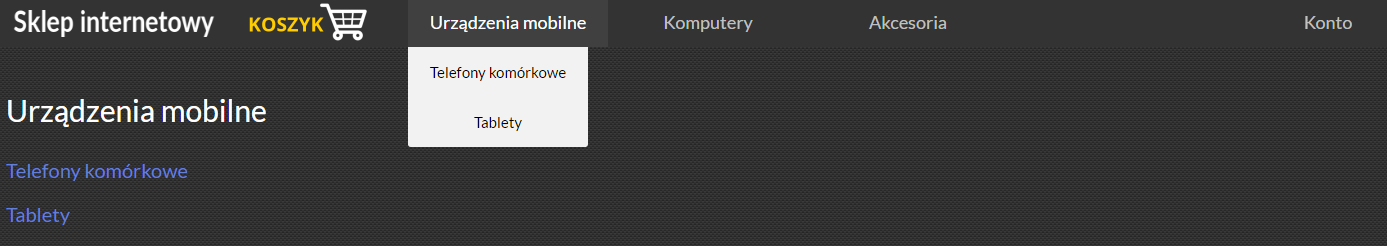 Sklep internetowy KOSZYK Urządzenia mobilne Komputery Akcesoria Konto
Telefony komórkowe
Tablety
Urządzenia mobilne
Telefony komórkowe
Tablety